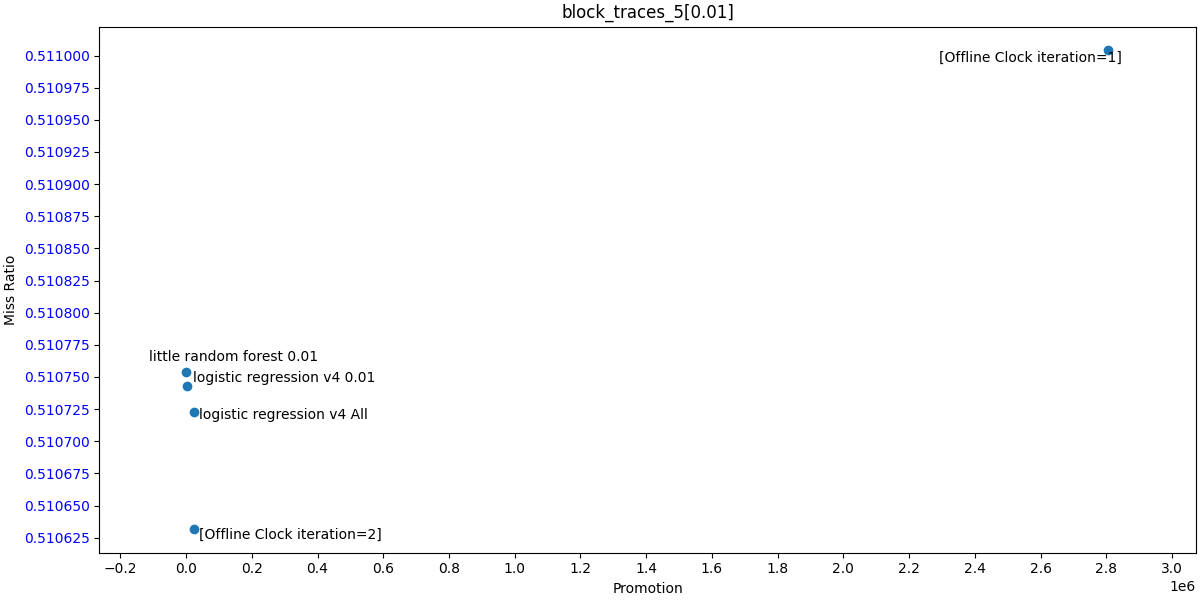 block_traces_5[0.01]
0.511000
[Offline Clock iteration=1]
0.510975
0.510950
0.510925
0.510900
0.510875
0.510850
0.510825
0.510800
0.510775
little random forest 0.01
0.510750
logistic regression v4 0.01
0.510725
logistic regression v4 All
0.510700
0.510675
0.510650
0.510625
[Offline Clock iteration=2]
Miss Ratio
−0.2 0.0 0.2 0.4 0.6 0.8 1.0 1.2 1.4 1.6 1.8 2.0 2.2 2.4 2.6 2.8 3.0
1e6
Promotion